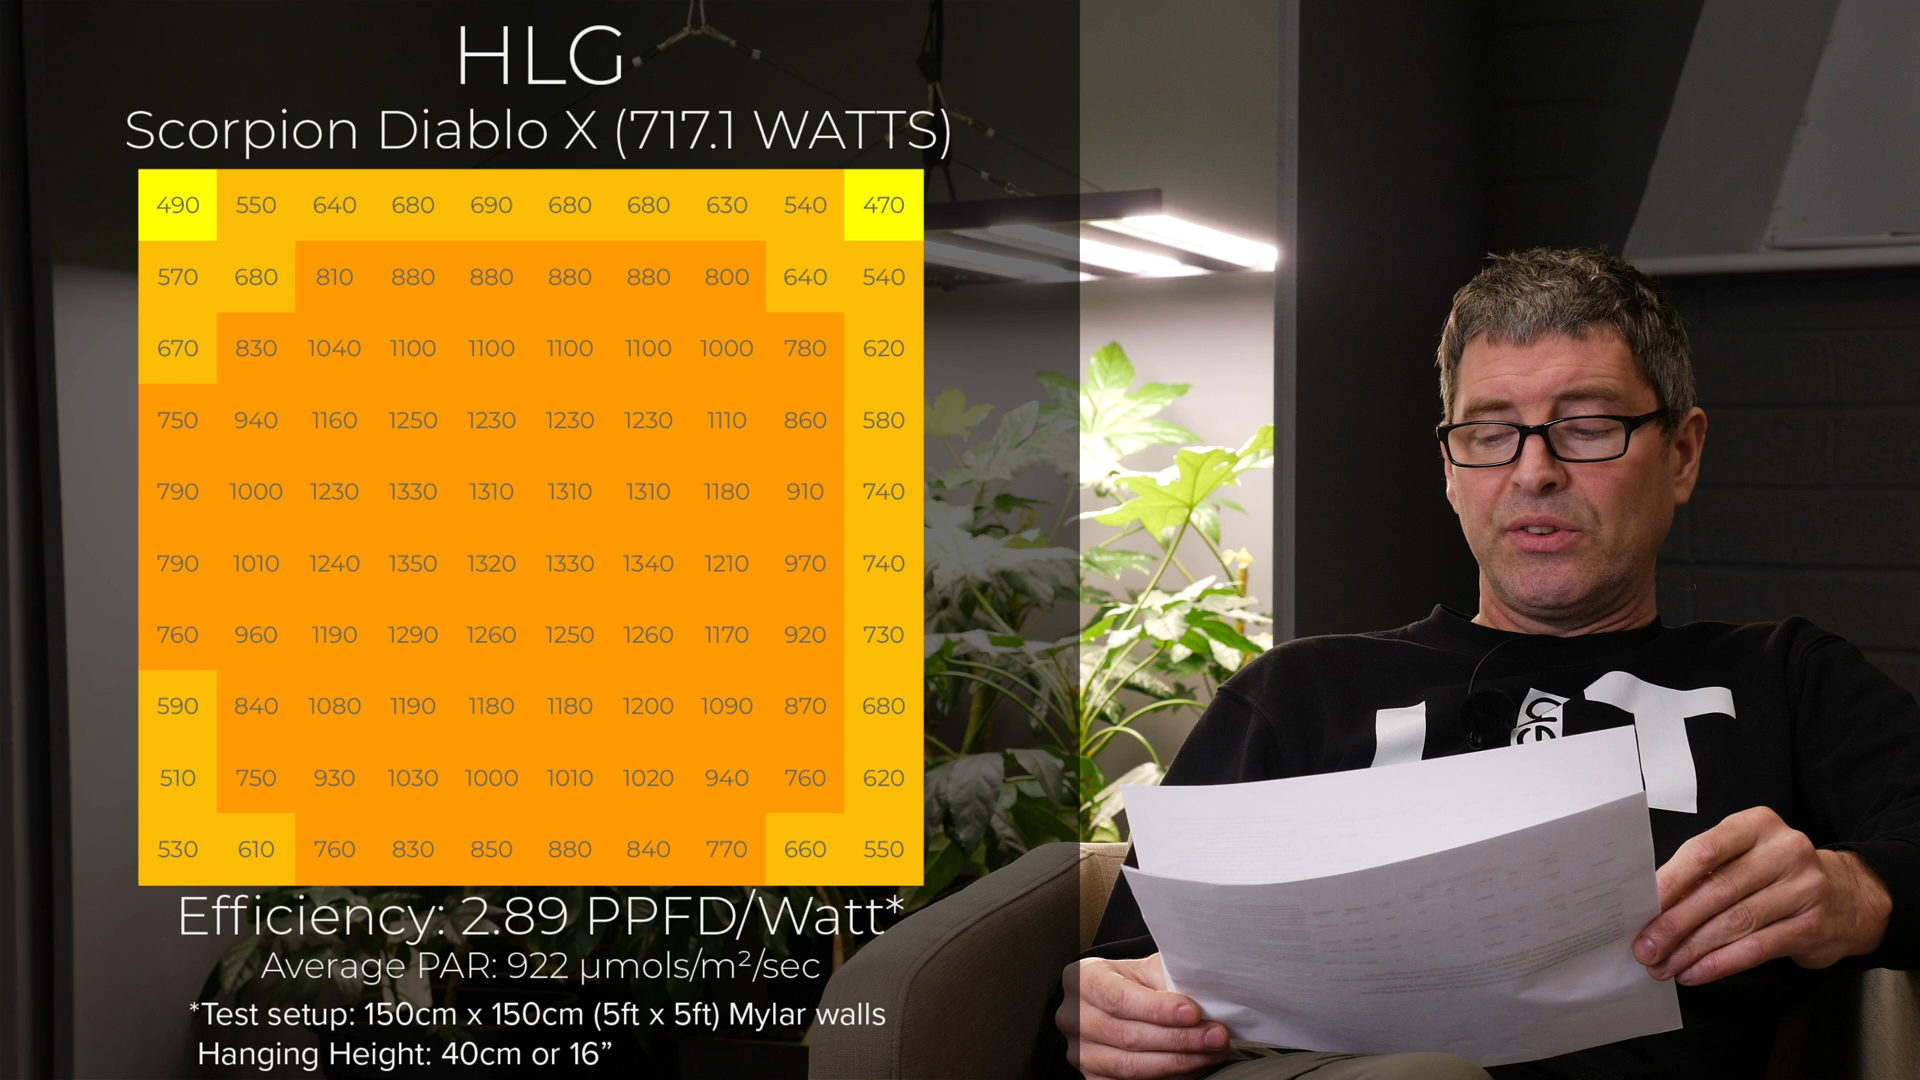 HLG
Scorpion Diablo X (717.1 WATTS)
490 550 640 680 690 680 680 630 540 470
570 680 810 880 880 880 880 800 640 540
670 830 1040 1100 1100 1100 1100 1000 780 620
750 940 1160 1250 1230 1230 1230 1110 860 580
790 1000 1230 1330 1310 1310 1310 1180 910 740
790 1010 1240 1350 1320 1330 1340 1210 970 740
760 960 1190 1290 1260 1250 1260 1170 920 730
590 840 1080 1190 1180 1180 1200 1090 870 680
510 750 930 1030 1000 1010 1020 940 760 620
530 610 760 830 850 880 840 770 660 550
Efficiency: 2.89 PPFD/Watt*
Average PAR: 922 µmols/m²/sec
*Test setup: 150cm x 150cm (5ft x 5ft) Mylar walls
Hanging Height: 40cm or 16”